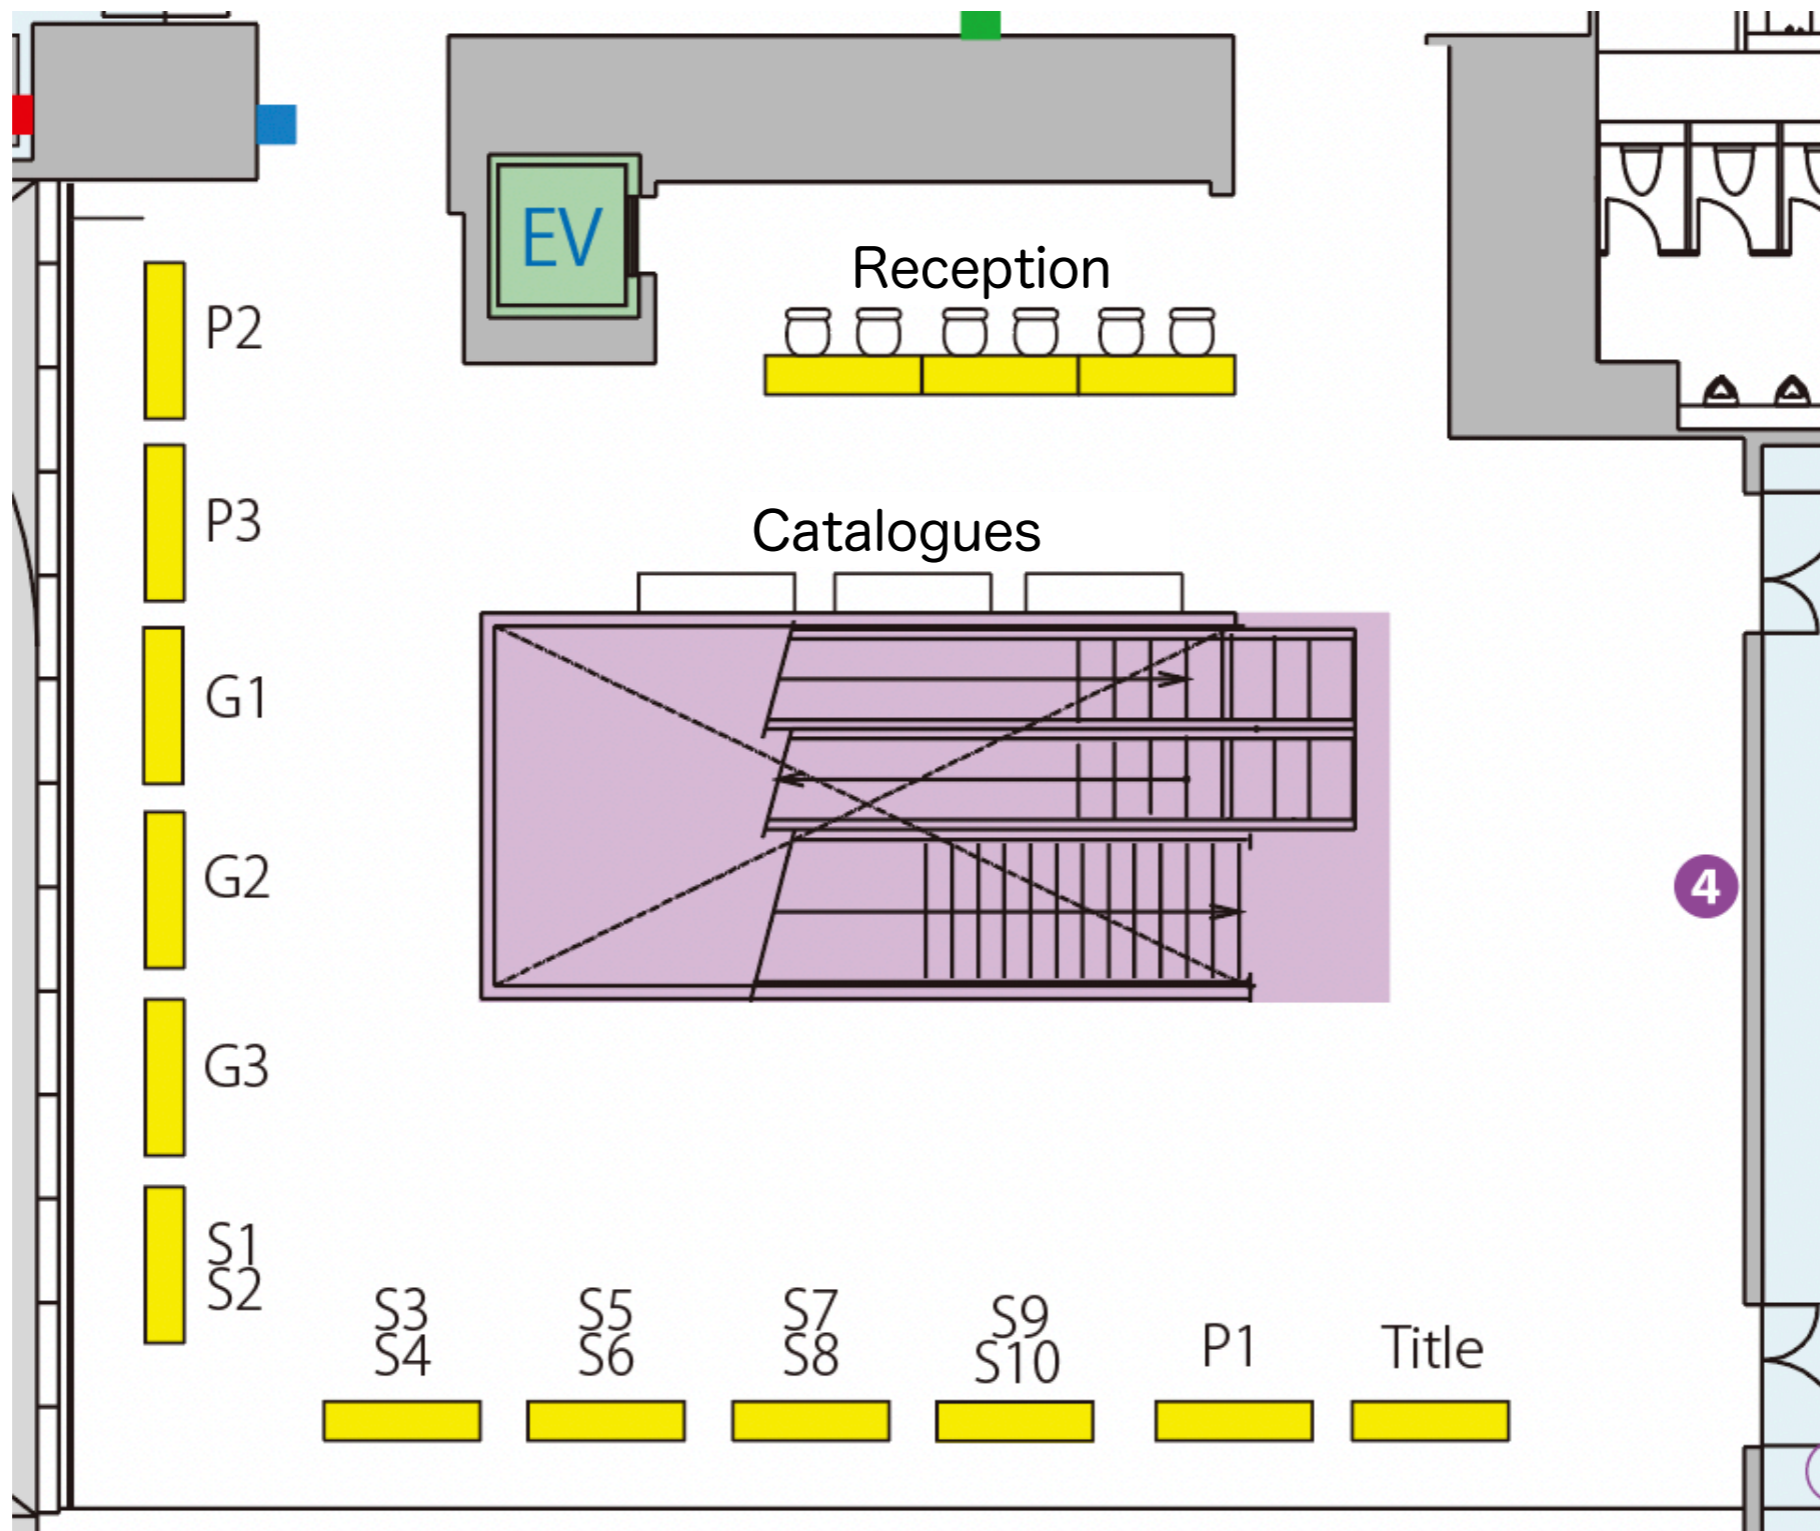 EV
Reception
P2
P3
Catalogues
G1
G2
4
G3
S1
S2
S3
S4
S5
S6
S7
S8
S9
S10
P1
Title